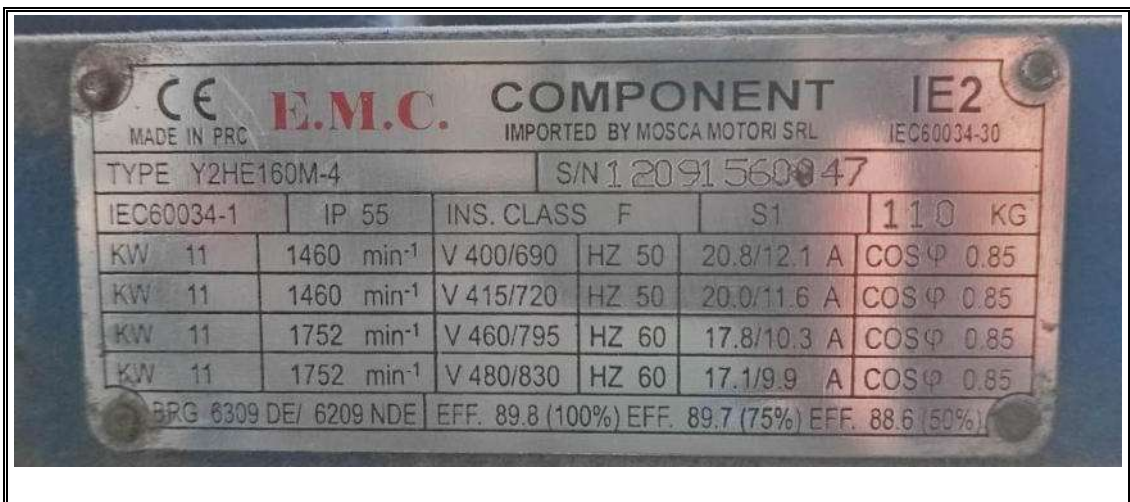 CE E.M.C. COMPONENT IE2
MADE IN PRC IMPORTED BY MOSCA MOTORI SRL IEC60034-30
TYPE Y2HE160M-4 S/N 12091560047
IEC60034-1 IP 55 INS. CLASS F S1 110 KG
KW 11 1460 min-1 V 400/690 HZ 50 20.8/12.1 A COSφ 0.85
KW 11 1460 min-1 V 415/720 HZ 50 20.0/11.6 A COSφ 0.85
KW 11 1752 min-1 V 460/795 HZ 60 17.8/10.3 A COSφ 0.85
KW 11 1752 min-1 V 480/830 HZ 60 17.1/9.9 A COSφ 0.85
BRG 6309 DE/ 6209 NDE EFF. 89.8 (100%) EFF. 89.7 (75%) EFF. 88.6 (50%)